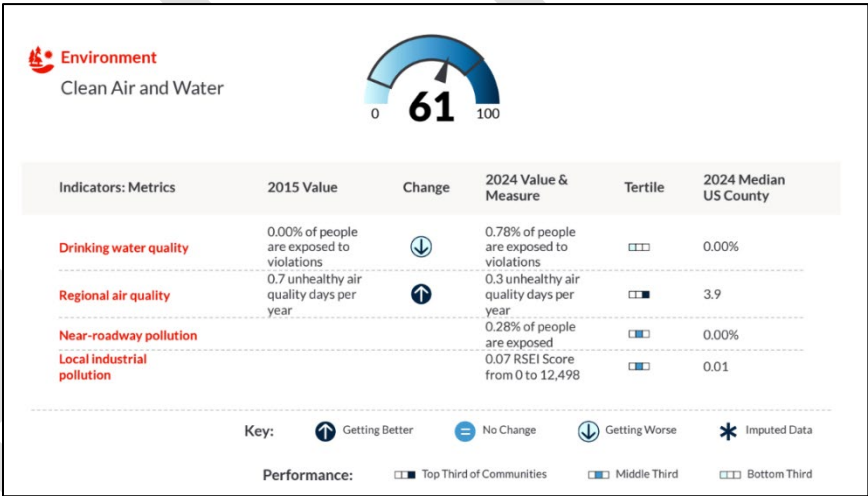 Environment
Clean Air and Water
0 61 100
Indicators: Metrics 2015 Value Change 2024 Value & Measure Tertile 2024 Median US County
Drinking water quality 0.00% of people are exposed to violations 0.78% of people are exposed to violations 0.00%
Regional air quality 0.7 unhealthy air quality days per year 0.3 unhealthy air quality days per year 3.9
Near-roadway pollution 0.28% of people are exposed 0.00%
Local industrial pollution 0.07 RSEI Score from 0 to 12,498 0.01
Key: Getting Better No Change Getting Worse Imputed Data
Performance: Top Third of Communities Middle Third Bottom Third